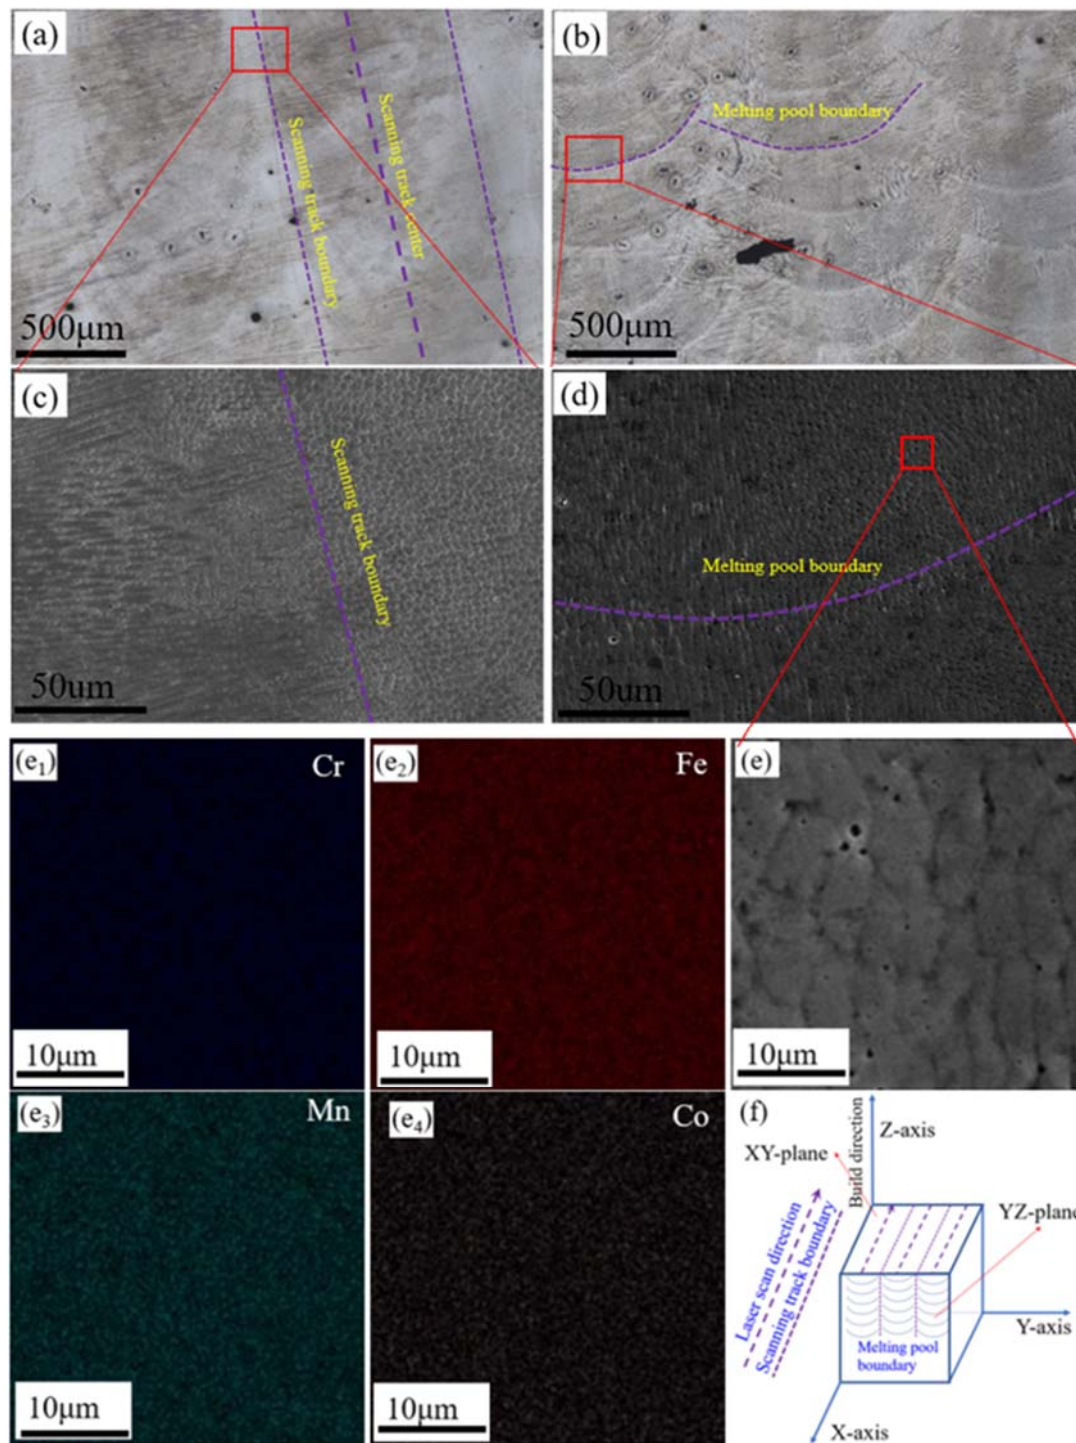 (a)
Scanning track boundary
Scanning track center
500μm
(b)
Melting pool boundary
500μm
(c)
Scanning track boundary
50um
(d)
Melting pool boundary
50um
(e₁)
Cr
10μm
(e₂)
Fe
10μm
(e)
10μm
(e₃)
Mn
10μm
(e₄)
Co
10μm
(f)
Build direction
Z-axis
XY-plane
YZ-plane
Laser scan direction
Scanning track boundary
Y-axis
Melting pool
boundary
X-axis